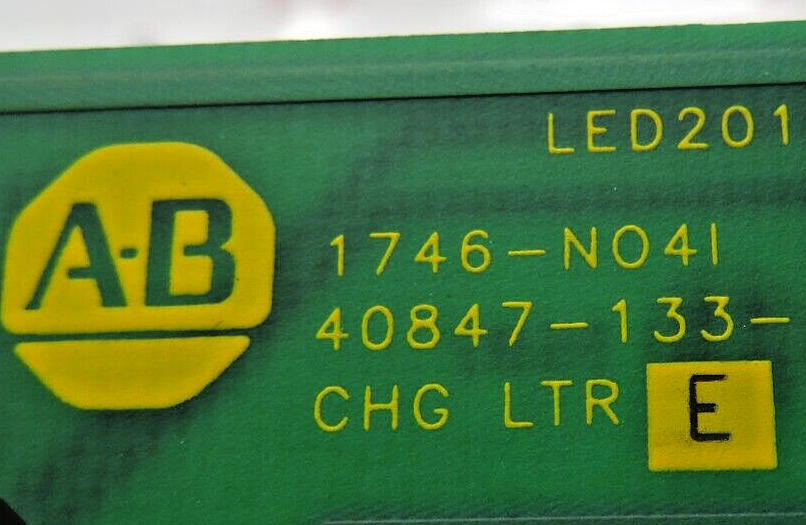 LED201
A-B
1746-NO4I
40847-133-
CHG LTR E